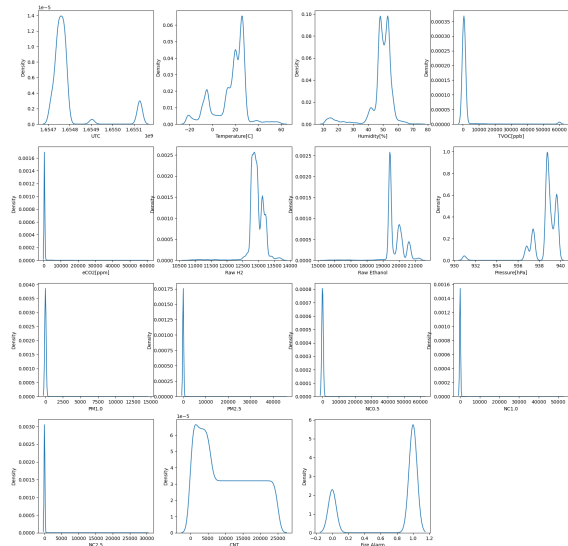 1e−5
1.4
1.2
1.0
0.8
0.6
0.4
0.2
0.0
Density
1.6547 1.6548 1.6549 1.6550 1.6551
1e9
UTC
0.06
0.05
0.04
0.03
0.02
0.01
0.00
Density
−20 0 20 40 60
Temperature[C]
0.10
0.08
0.06
0.04
0.02
0.00
Density
10 20 30 40 50 60 70 80
Humidity[%]
0.00035
0.00030
0.00025
0.00020
0.00015
0.00010
0.00005
0.00000
Density
0 10000 20000 30000 40000 50000 60000
TVOC[ppb]
0.0016
0.0014
0.0012
0.0010
0.0008
0.0006
0.0004
0.0002
0.0000
Density
0 10000 20000 30000 40000 50000 60000
eCO2[ppm]
0.0025
0.0020
0.0015
0.0010
0.0005
0.0000
Density
10500 11000 11500 12000 12500 13000 13500 14000
Raw H2
0.0025
0.0020
0.0015
0.0010
0.0005
0.0000
Density
15000 16000 17000 18000 19000 20000 21000
Raw Ethanol
1.0
0.8
0.6
0.4
0.2
0.0
Density
930 932 934 936 938 940
Pressure[hPa]
0.0040
0.0035
0.0030
0.0025
0.0020
0.0015
0.0010
0.0005
0.0000
Density
0 2500 5000 7500 10000 12500 15000
PM1.0
0.00175
0.00150
0.00125
0.00100
0.00075
0.00050
0.00025
0.00000
Density
0 10000 20000 30000 40000
PM2.5
0.0008
0.0007
0.0006
0.0005
0.0004
0.0003
0.0002
0.0001
0.0000
Density
0 10000 20000 30000 40000 50000 60000
NC0.5
0.0016
0.0014
0.0012
0.0010
0.0008
0.0006
0.0004
0.0002
0.0000
Density
0 10000 20000 30000 40000 50000
NC1.0
0.0030
0.0025
0.0020
0.0015
0.0010
0.0005
0.0000
Density
0 5000 10000 15000 20000 25000 30000
NC2.5
1e−5
6
5
4
3
2
1
0
Density
0 5000 10000 15000 20000 25000
CNT
6
5
4
3
2
1
0
Density
−0.2 0.0 0.2 0.4 0.6 0.8 1.0 1.2
Fire Alarm